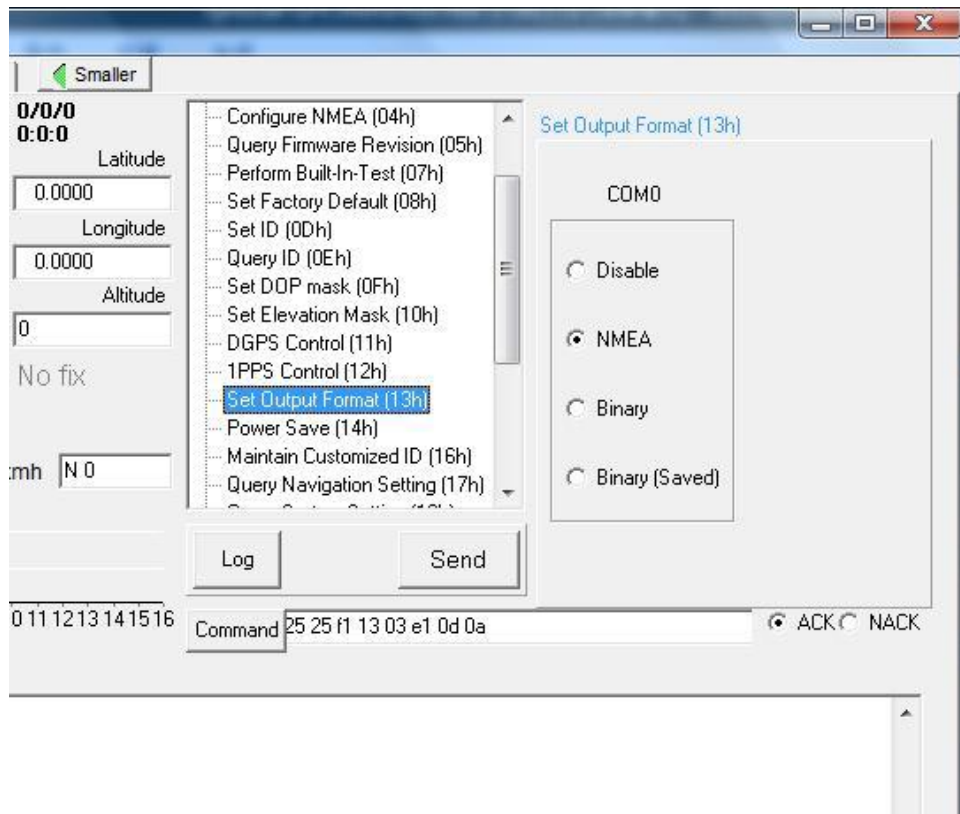 Smaller
0/0/0
0:0:0
Latitude
0.0000
Longitude
0.0000
Altitude
0
No fix
mh N 0
0 11 12 13 14 15 16
Configure NMEA (04h)
Query Firmware Revision (05h)
Perform Built-In-Test (07h)
Set Factory Default (08h)
Set ID (0Dh)
Query ID (0Eh)
Set DOP mask (0Fh)
Set Elevation Mask (10h)
DGPS Control (11h)
1PPS Control (12h)
Set Output Format (13h)
Power Save (14h)
Maintain Customized ID (16h)
Query Navigation Setting (17h)
Log Send
Set Output Format (13h)
COM0
Disable
NMEA
Binary
Binary (Saved)
Command 25 25 f1 13 03 e1 0d 0a ACK NACK